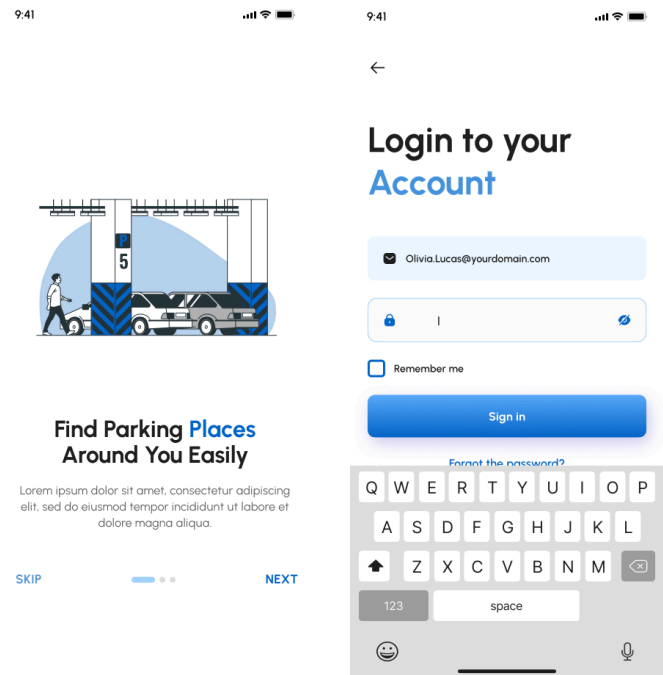 9:41
P
5
Find Parking Places
Around You Easily
Lorem ipsum dolor sit amet, consectetur adipiscing
elit, sed do eiusmod tempor incididunt ut labore et
dolore magna aliqua.
SKIP
NEXT
9:41
Login to your
Account
Olivia.Lucas@yourdomain.com
Remember me
Sign in
Forgot the password?
Q W E R T Y U I O P
A S D F G H J K L
Z X C V B N M
123 space